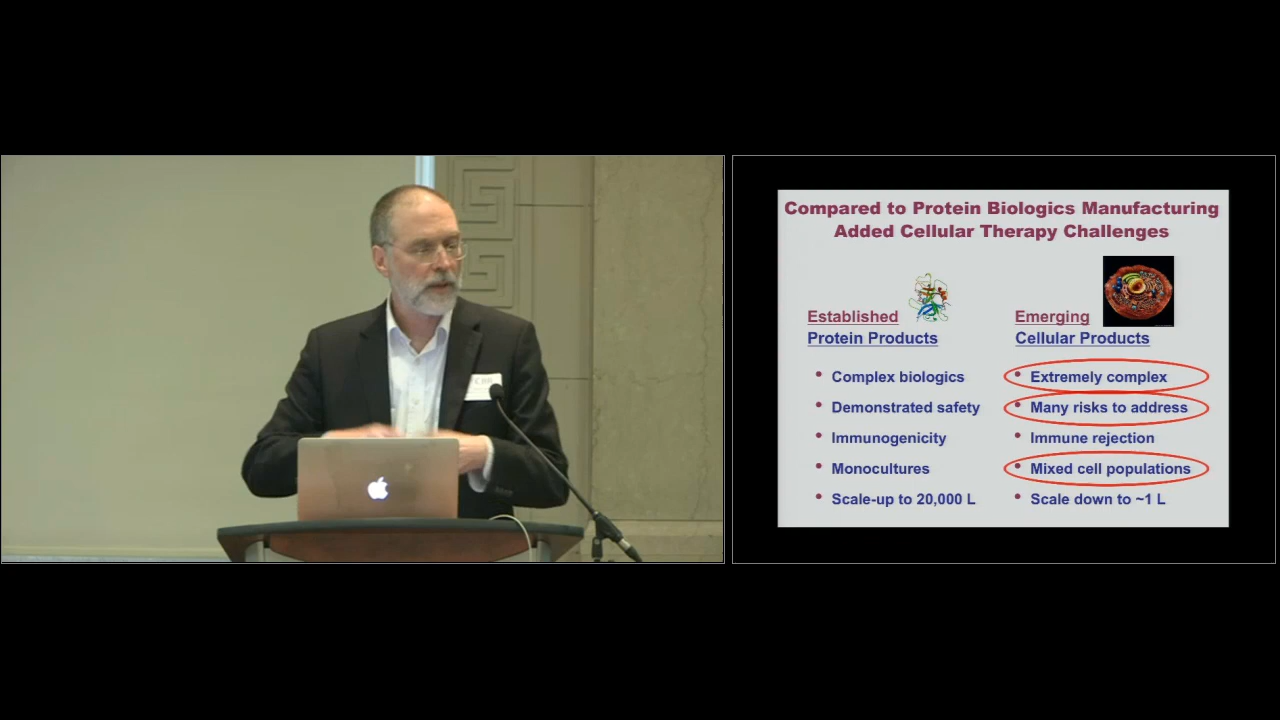 Compared to Protein Biologics Manufacturing
Added Cellular Therapy Challenges
Established
Protein Products
• Complex biologics
• Demonstrated safety
• Immunogenicity
• Monocultures
• Scale-up to 20,000 L
Emerging
Cellular Products
• Extremely complex
• Many risks to address
• Immune rejection
• Mixed cell populations
• Scale down to ~1 L